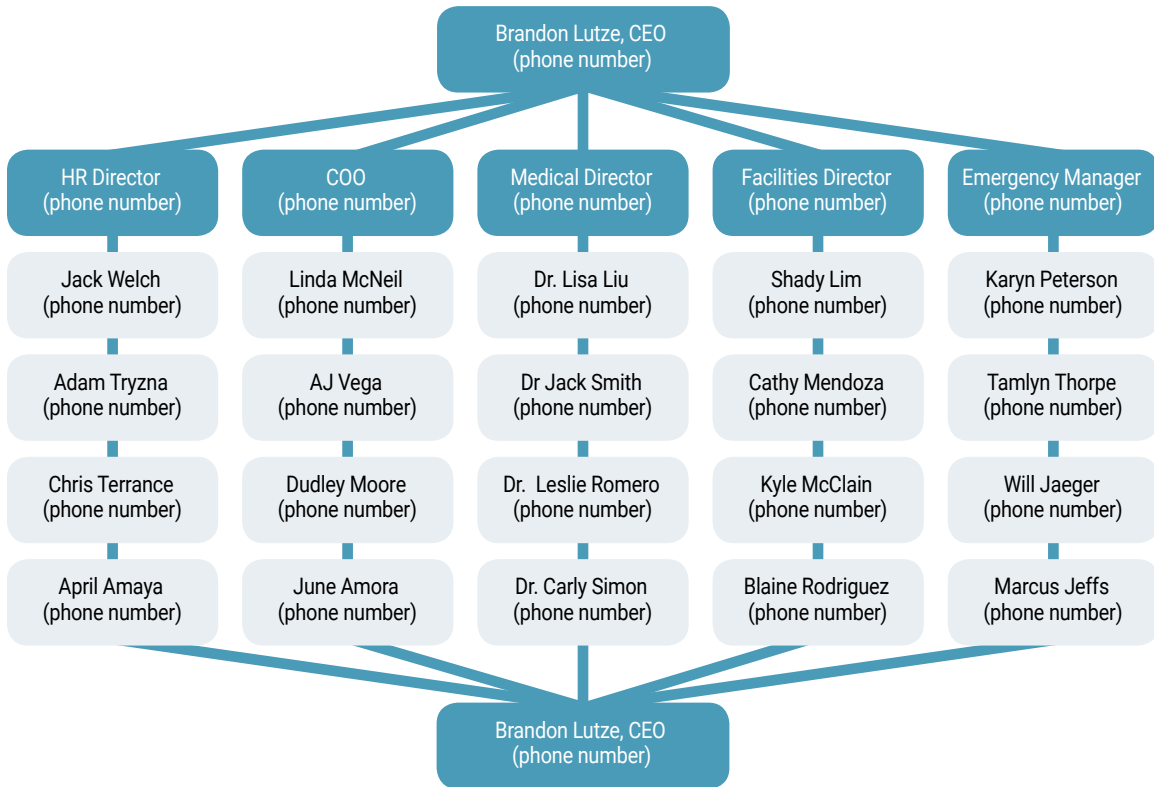 Brandon Lutze, CEO
(phone number)
HR Director
(phone number)
COO
(phone number)
Medical Director
(phone number)
Facilities Director
(phone number)
Emergency Manager
(phone number)
Jack Welch
(phone number)
Linda McNeil
(phone number)
Dr. Lisa Liu
(phone number)
Shady Lim
(phone number)
Karyn Peterson
(phone number)
Adam Tryzna
(phone number)
AJ Vega
(phone number)
Dr Jack Smith
(phone number)
Cathy Mendoza
(phone number)
Tamlyn Thorpe
(phone number)
Chris Terrance
(phone number)
Dudley Moore
(phone number)
Dr. Leslie Romero
(phone number)
Kyle McClain
(phone number)
Will Jaeger
(phone number)
April Amaya
(phone number)
June Amora
(phone number)
Dr. Carly Simon
(phone number)
Blaine Rodriguez
(phone number)
Marcus Jeffs
(phone number)
Brandon Lutze, CEO
(phone number)